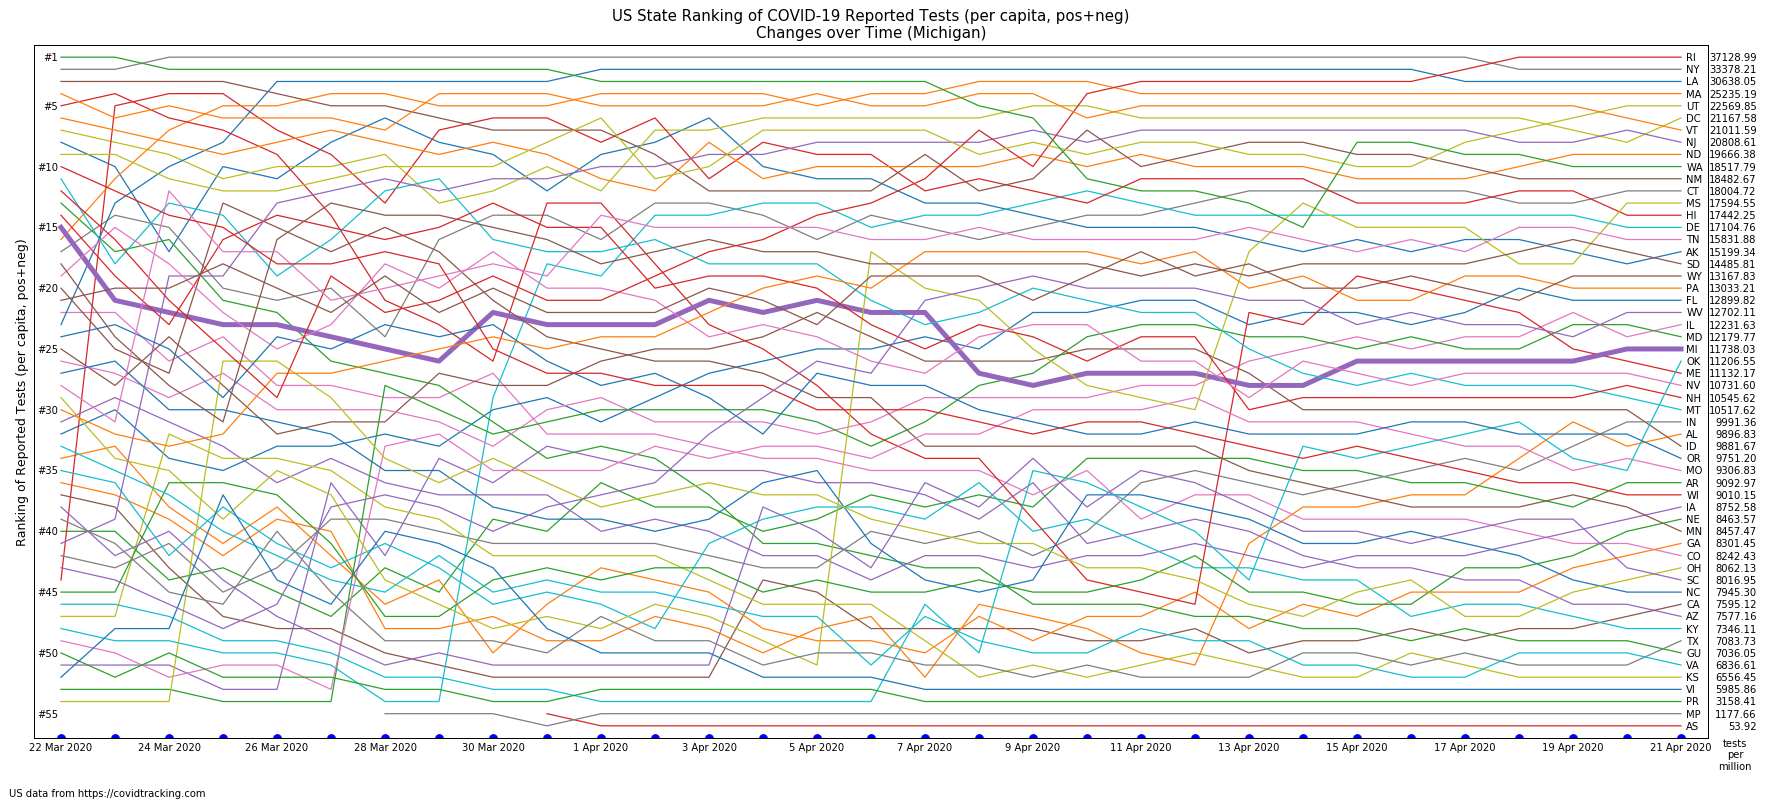 US State Ranking of COVID-19 Reported Tests (per capita, pos+neg)
Changes over Time (Michigan)
Ranking of Reported Tests (per capita, pos+neg)
#1
#5
#10
#15
#20
#25
#30
#35
#40
#45
#50
#55
RI 37128.99
NY 33378.21
LA 30638.05
MA 25235.19
UT 22569.85
DC 21167.58
VT 21011.59
NJ 20808.61
ND 19666.38
WA 18517.79
NM 18482.67
CT 18004.72
MS 17594.55
HI 17442.25
DE 17104.76
TN 15831.88
AK 15199.34
SD 14485.81
WY 13167.83
PA 13033.21
FL 12899.82
WV 12702.11
IL 12231.63
MD 12179.77
MI 11738.03
OK 11206.55
ME 11132.17
NV 10731.60
NH 10545.62
MT 10517.62
IN 9991.36
AL 9896.83
ID 9881.67
OR 9751.20
MO 9306.83
AR 9092.97
WI 9010.15
IA 8752.58
NE 8463.57
MN 8457.47
GA 8301.45
CO 8242.43
OH 8062.13
SC 8016.95
NC 7945.30
CA 7595.12
AZ 7577.16
KY 7346.11
TX 7083.73
GU 7036.05
VA 6836.61
KS 6556.45
VI 5985.86
PR 3158.41
MP 1177.66
AS 53.92
22 Mar 2020 24 Mar 2020 26 Mar 2020 28 Mar 2020 30 Mar 2020 1 Apr 2020 3 Apr 2020 5 Apr 2020 7 Apr 2020 9 Apr 2020 11 Apr 2020 13 Apr 2020 15 Apr 2020 17 Apr 2020 19 Apr 2020 21 Apr 2020
tests
per
million
US data from https://covidtracking.com